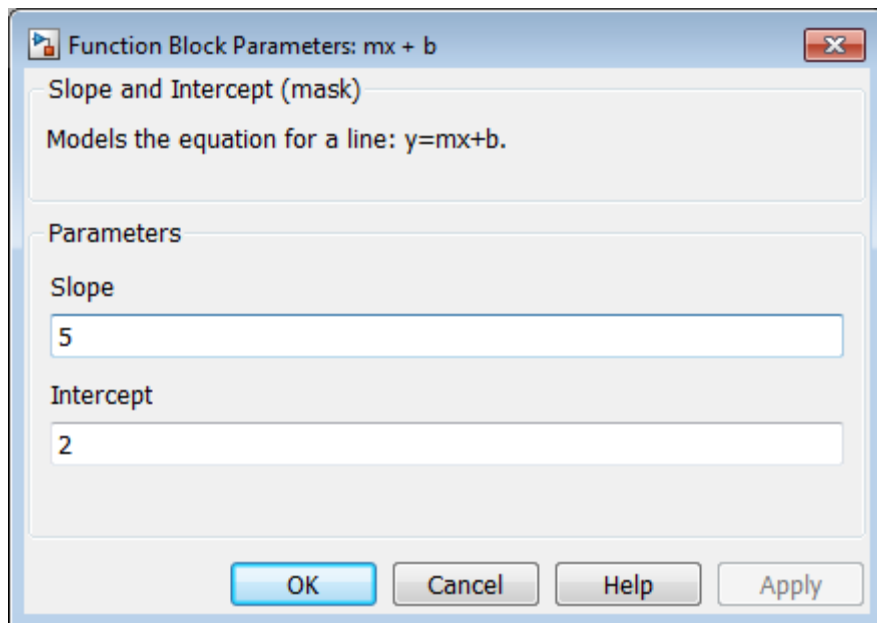 Function Block Parameters: mx + b
Slope and Intercept (mask)
Models the equation for a line: y=mx+b.
Parameters
Slope
5
Intercept
2
OK Cancel Help Apply